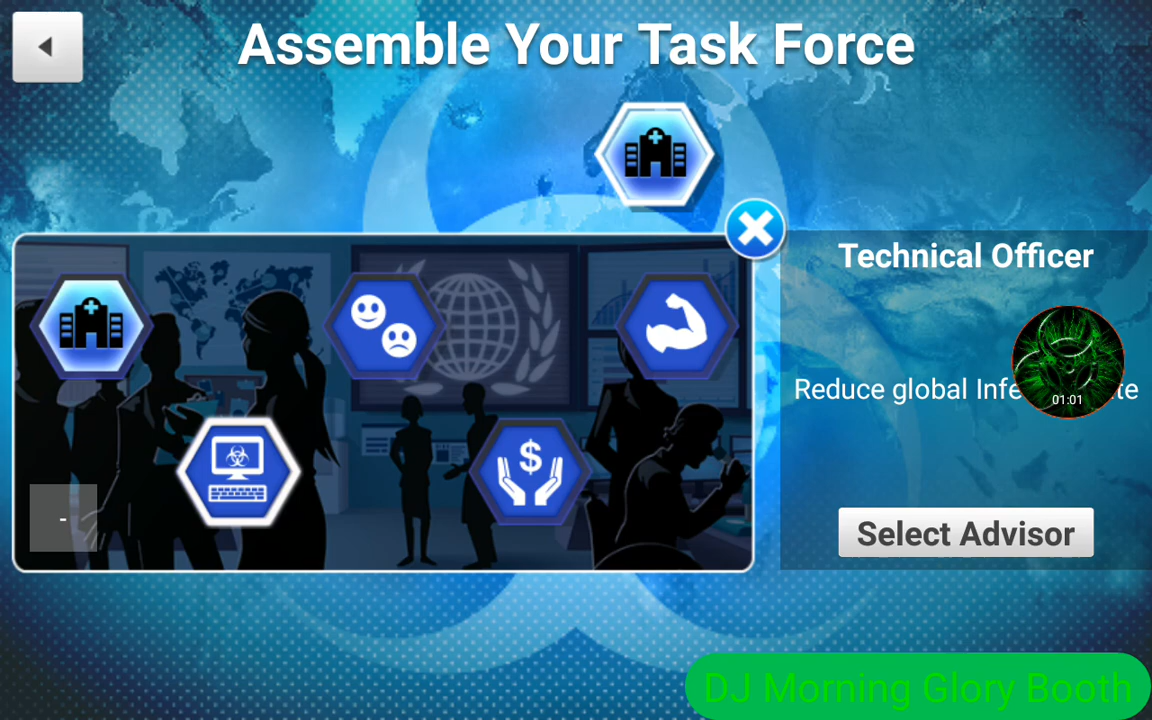 Assemble Your Task Force
Technical Officer
Reduce global Infe te
01:01
$
-
Select Advisor
DJ Morning Glory Booth